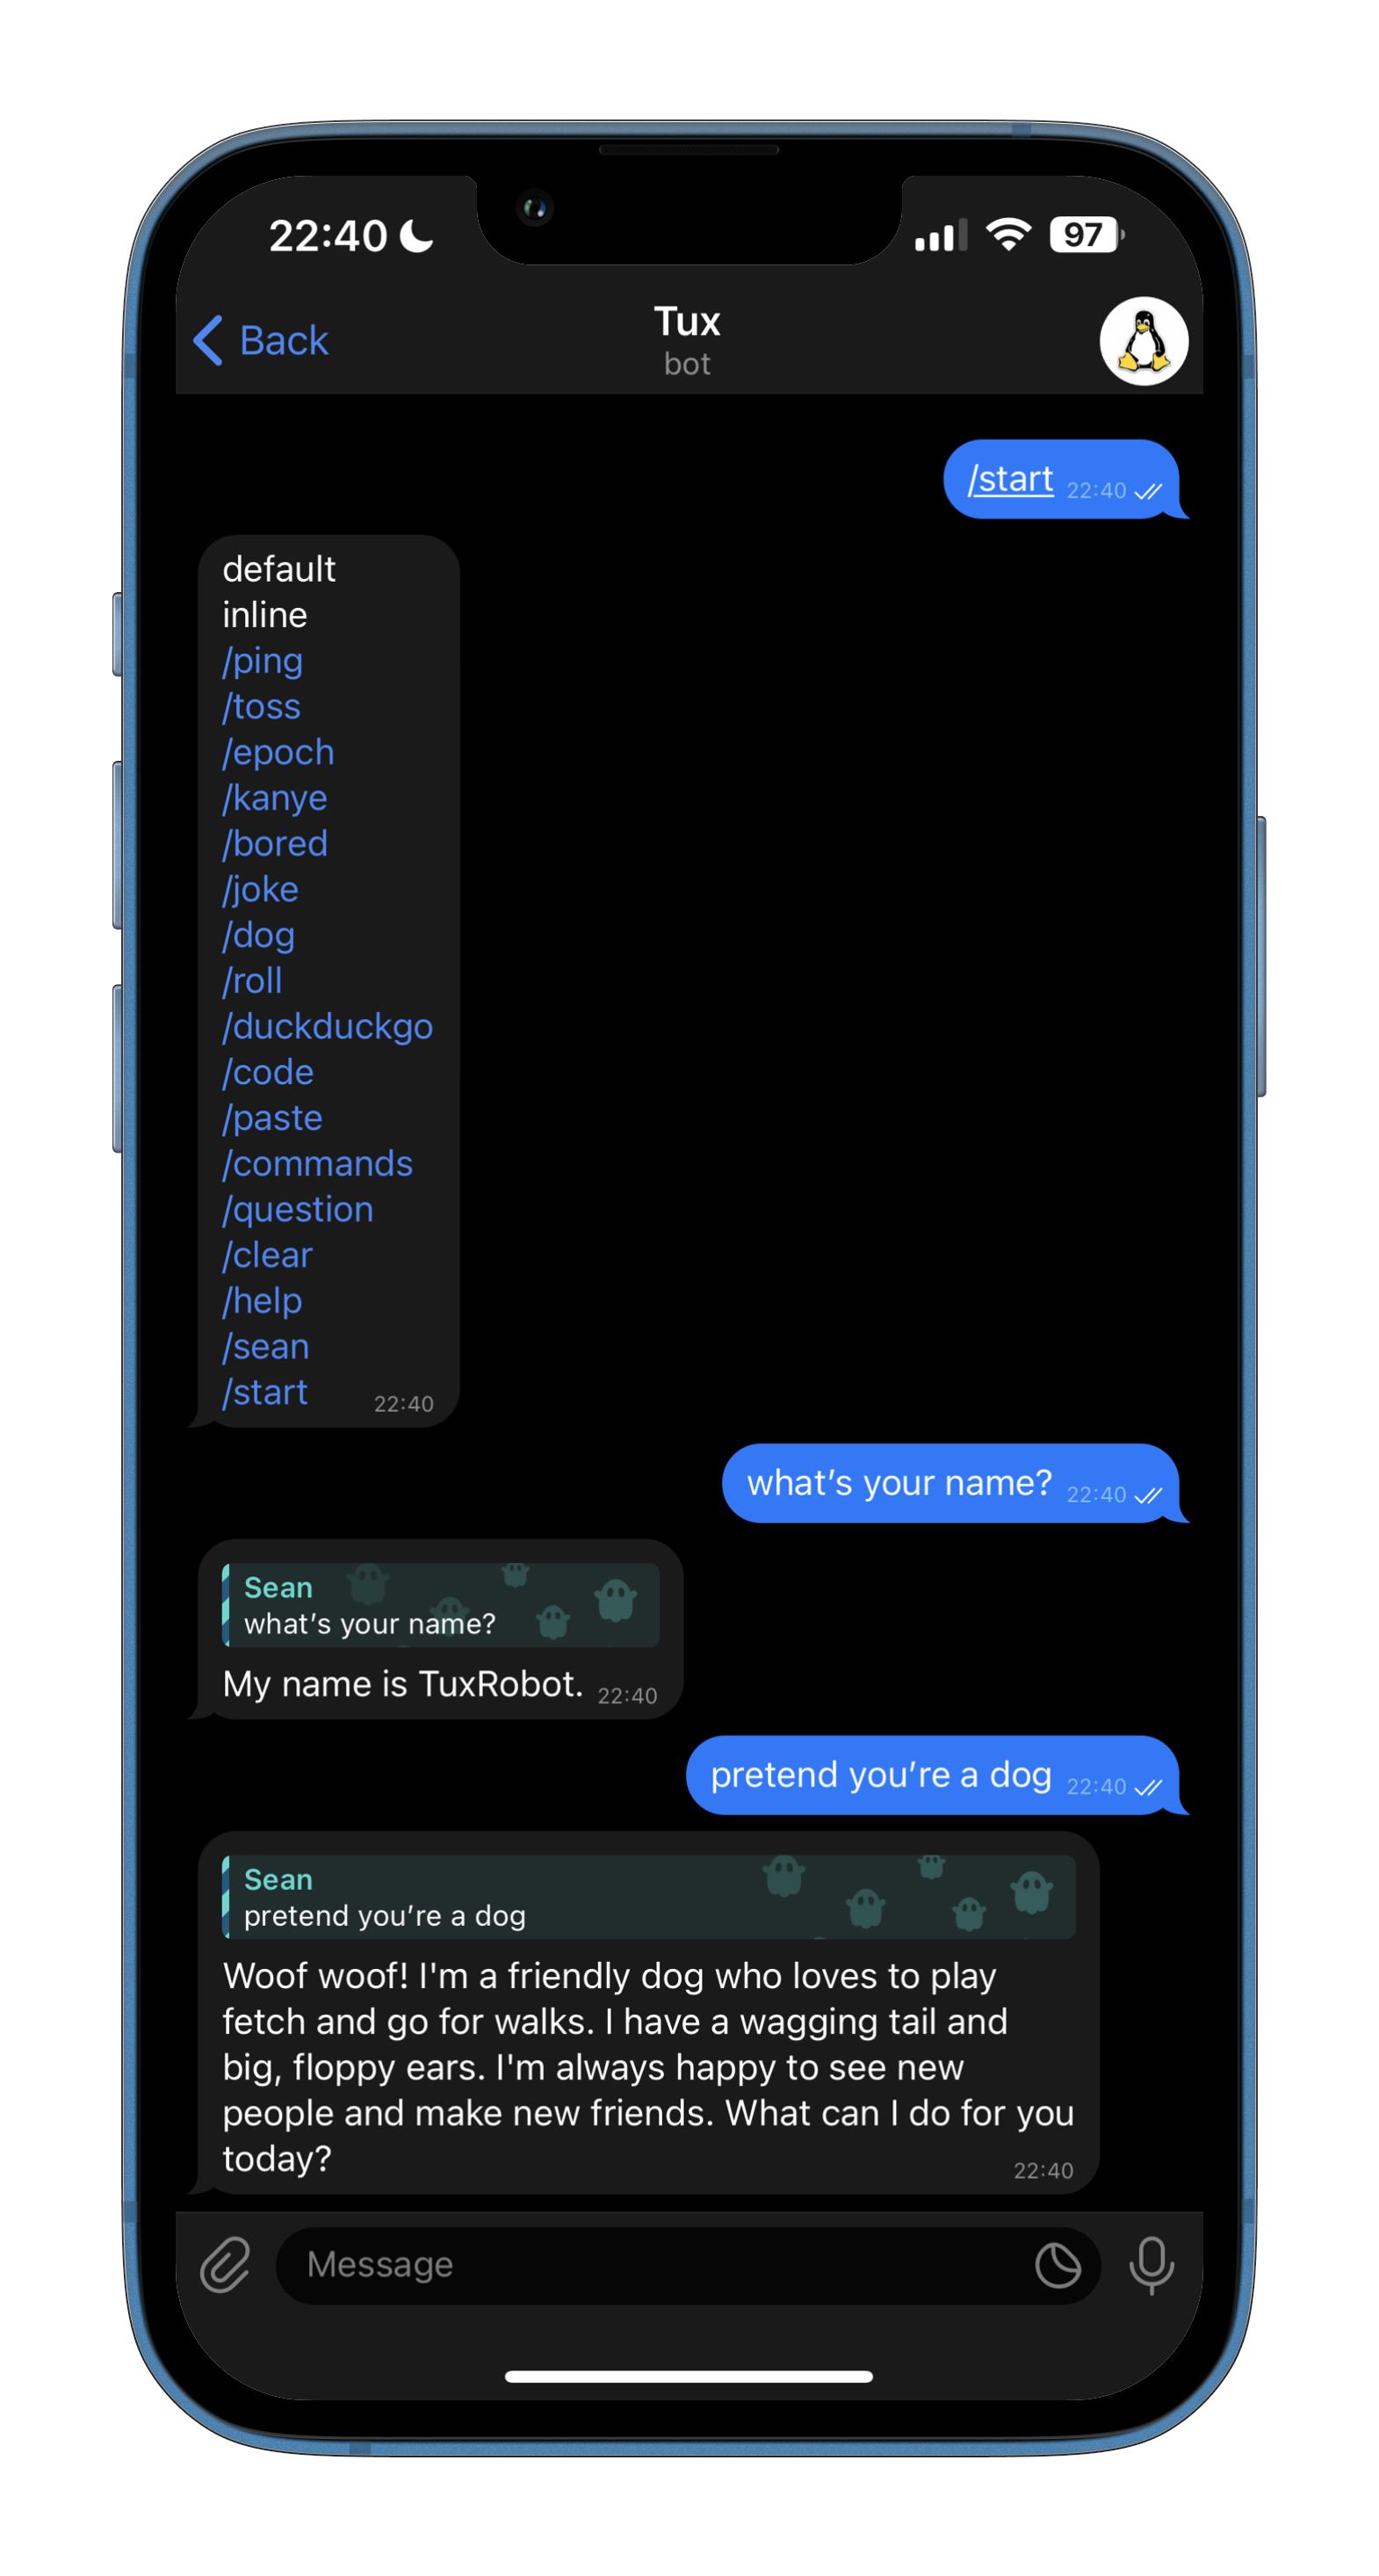 22:40
97
Back
Tux
bot
/start 22:40
default
inline
/ping
/toss
/epoch
/kanye
/bored
/joke
/dog
/roll
/duckduckgo
/code
/paste
/commands
/question
/clear
/help
/sean
/start 22:40
what’s your name? 22:40
Sean
what’s your name?
My name is TuxRobot. 22:40
pretend you’re a dog 22:40
Sean
pretend you’re a dog
Woof woof! I'm a friendly dog who loves to play
fetch and go for walks. I have a wagging tail and
big, floppy ears. I'm always happy to see new
people and make new friends. What can I do for you
today? 22:40
Message